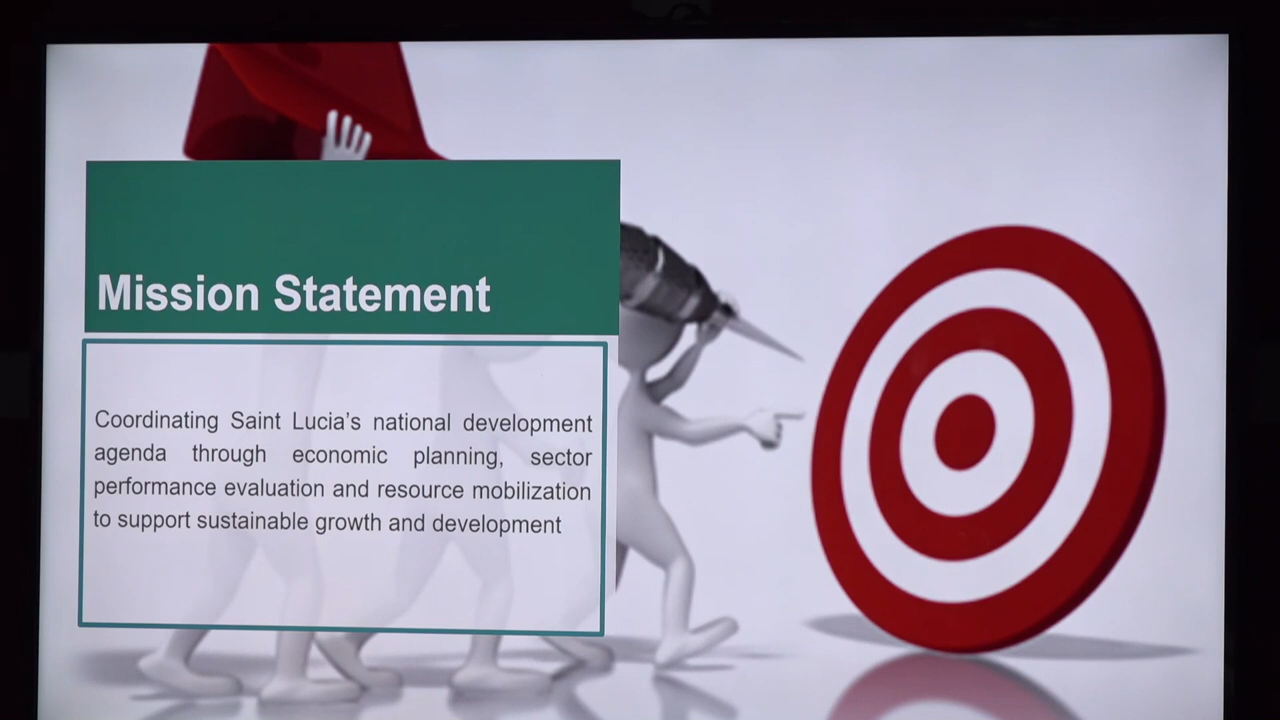 Mission Statement
Coordinating Saint Lucia’s national development
agenda through economic planning, sector
performance evaluation and resource mobilization
to support sustainable growth and development